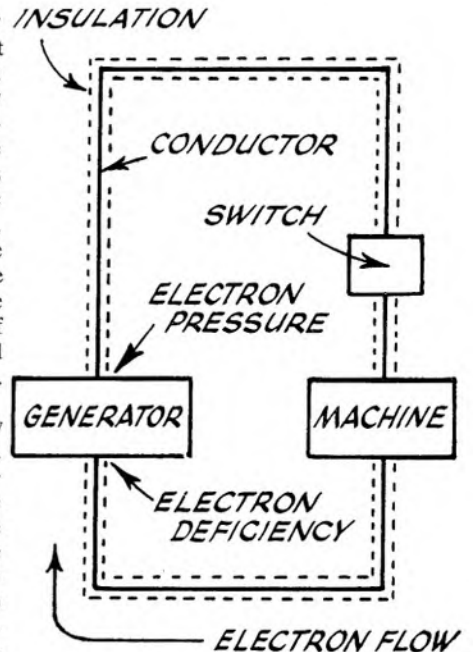 INSULATION
CONDUCTOR
SWITCH
ELECTRON
PRESSURE
GENERATOR
MACHINE
ELECTRON
DEFICIENCY
ELECTRON FLOW